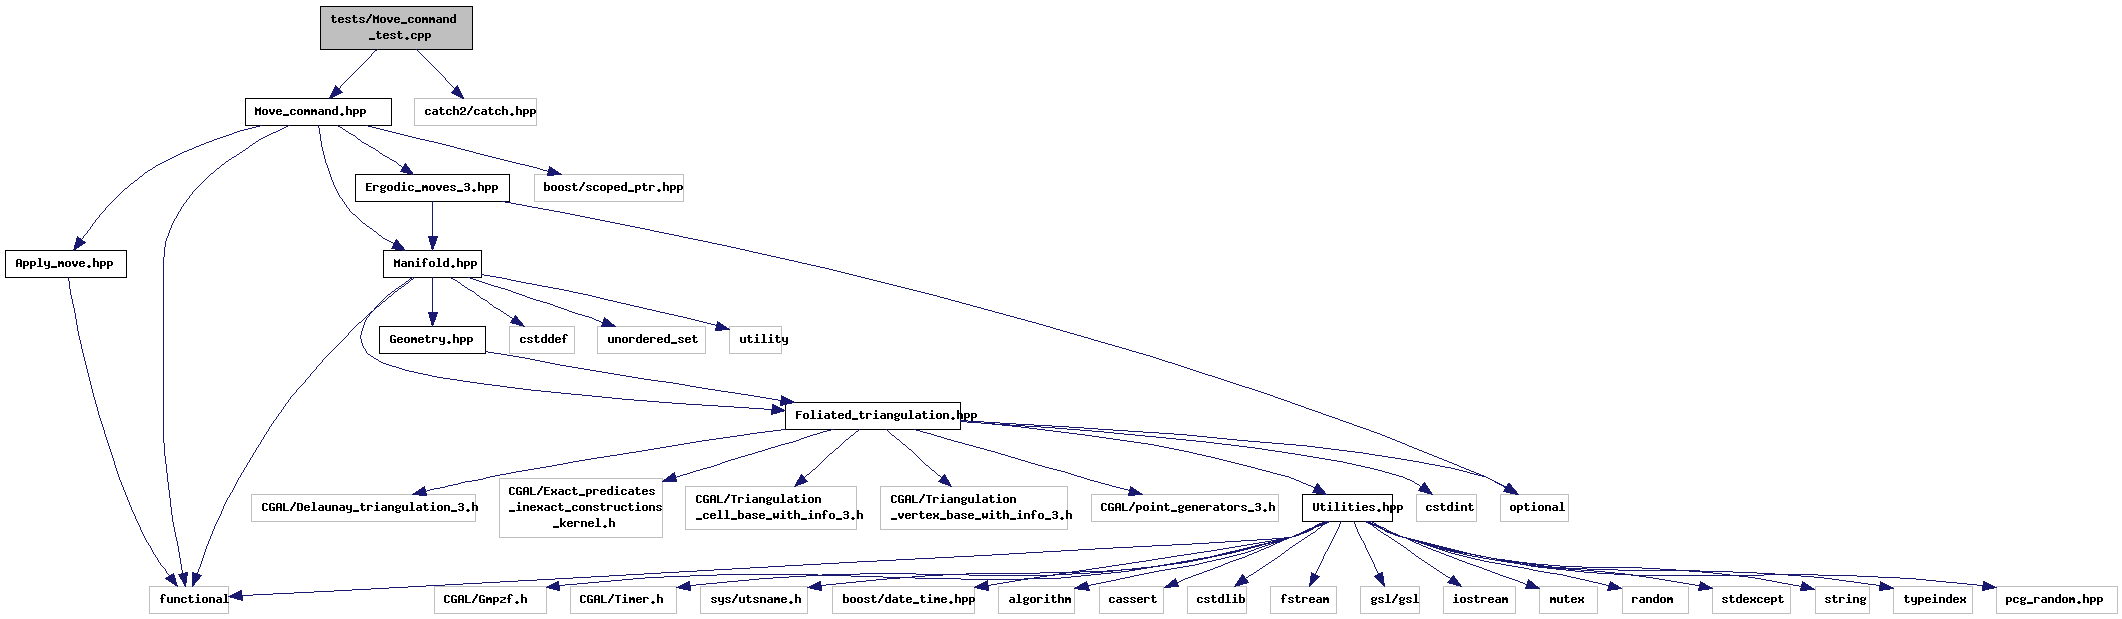 tests/Move_command
_test.cpp
Move_command.hpp
catch2/catch.hpp
Ergodic_moves_3.hpp
boost/scoped_ptr.hpp
Apply_move.hpp
Manifold.hpp
Geometry.hpp
cstddef
unordered_set
utility
Foliated_triangulation.hpp
CGAL/Delaunay_triangulation_3.h
CGAL/Exact_predicates
_inexact_constructions
_kernel.h
CGAL/Triangulation
_cell_base_with_info_3.h
CGAL/Triangulation
_vertex_base_with_info_3.h
CGAL/point_generators_3.h
Utilities.hpp
cstdint
optional
functional
CGAL/Gmpzf.h
CGAL/Timer.h
sys/utsname.h
boost/date_time.hpp
algorithm
cassert
cstdlib
fstream
gsl/gsl
iostream
mutex
random
stdexcept
string
typeindex
pcg_random.hpp